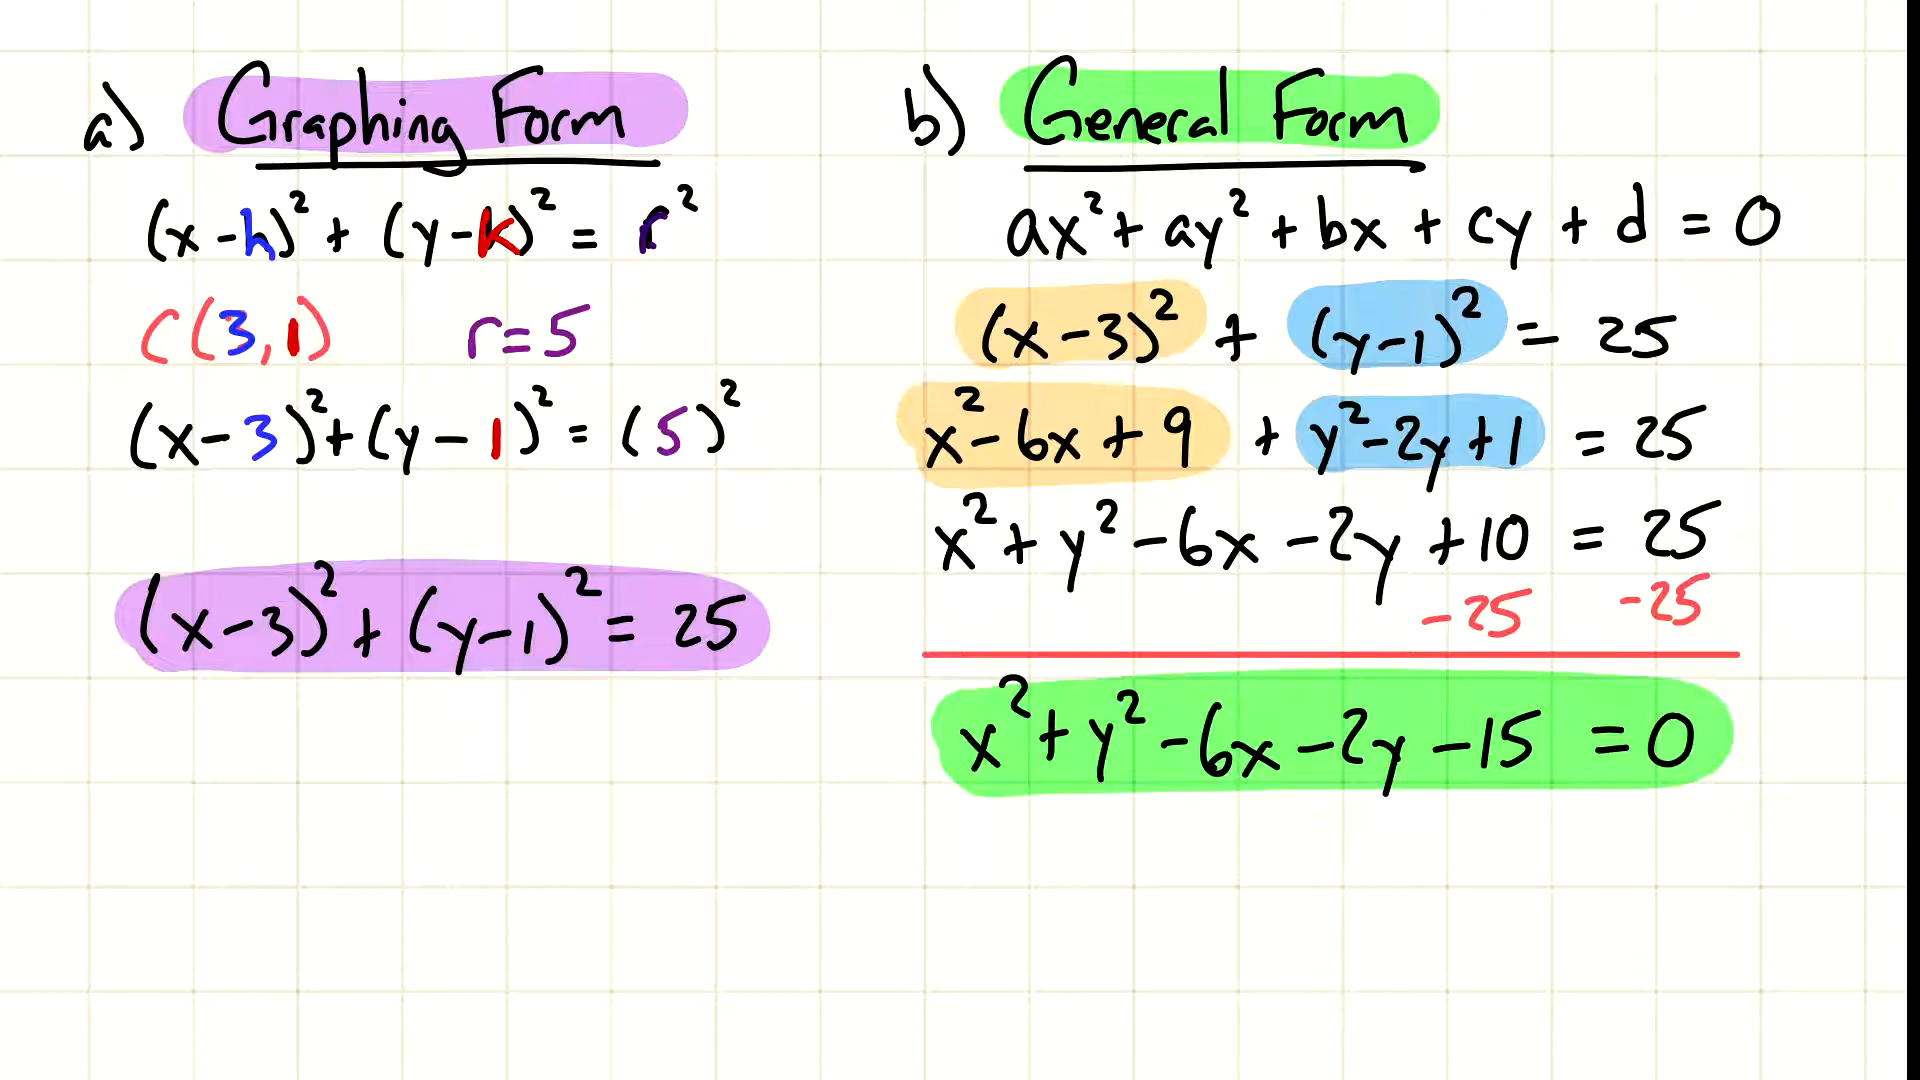 a) Graphing Form
(x-h)² + (y-k)² = r²
C(3,1) r=5
(x-3)²+(y-1)² = (5)²
(x-3)²+(y-1)² = 25
b) General Form
ax²+ay²+bx+cy+d=0
(x-3)² + (y-1)² = 25
x²-6x+9 + y²-2y+1 = 25
x²+y²-6x-2y+10 = 25
-25 -25
x²+y²-6x-2y-15 =0